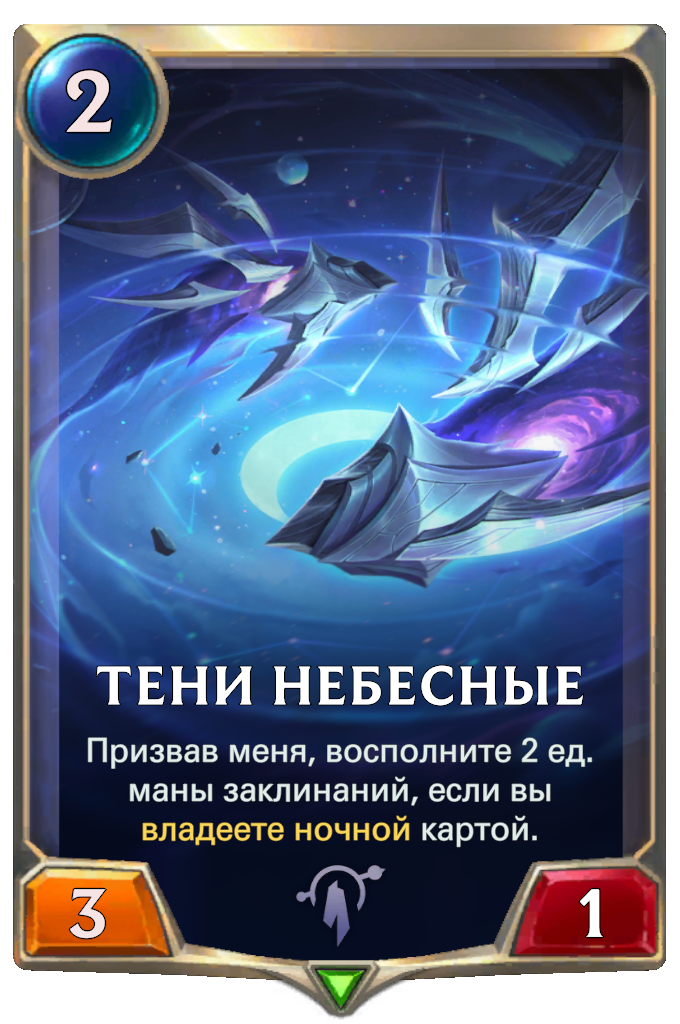 2
ТЕНИ НЕБЕСНЫЕ
Призвав меня, восполните 2 ед.
маны заклинаний, если вы
владеете ночной картой.
3
1